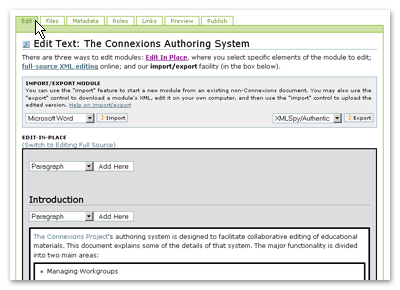 Edit Files Metadata Roles Links Preview Publish
Edit Text: The Connexions Authoring System
There are three ways to edit modules: Edit In Place, where you select specific elements of the module to edit;
full-source XML editing online; and our import/export facility (in the box below).
IMPORT/EXPORT MODULE
You can use the "import" feature to start a new module from an existing non-Connexions document. You may also use the
"export" control to download a module's XML, edit it on your own computer, and then use the "import" control to upload the
edited version. Help on import/export
Microsoft Word Import XMLSpy/Authentic Export
EDIT-IN-PLACE
(Switch to Editing Full Source)
Paragraph Add Here
Introduction
Paragraph Add Here
The Connexions Project's authoring system is designed to facilitate collaborative editing of educational
materials. This document explains some of the details of that system. The major functionality is divided
into two main areas:
Managing Workgroups